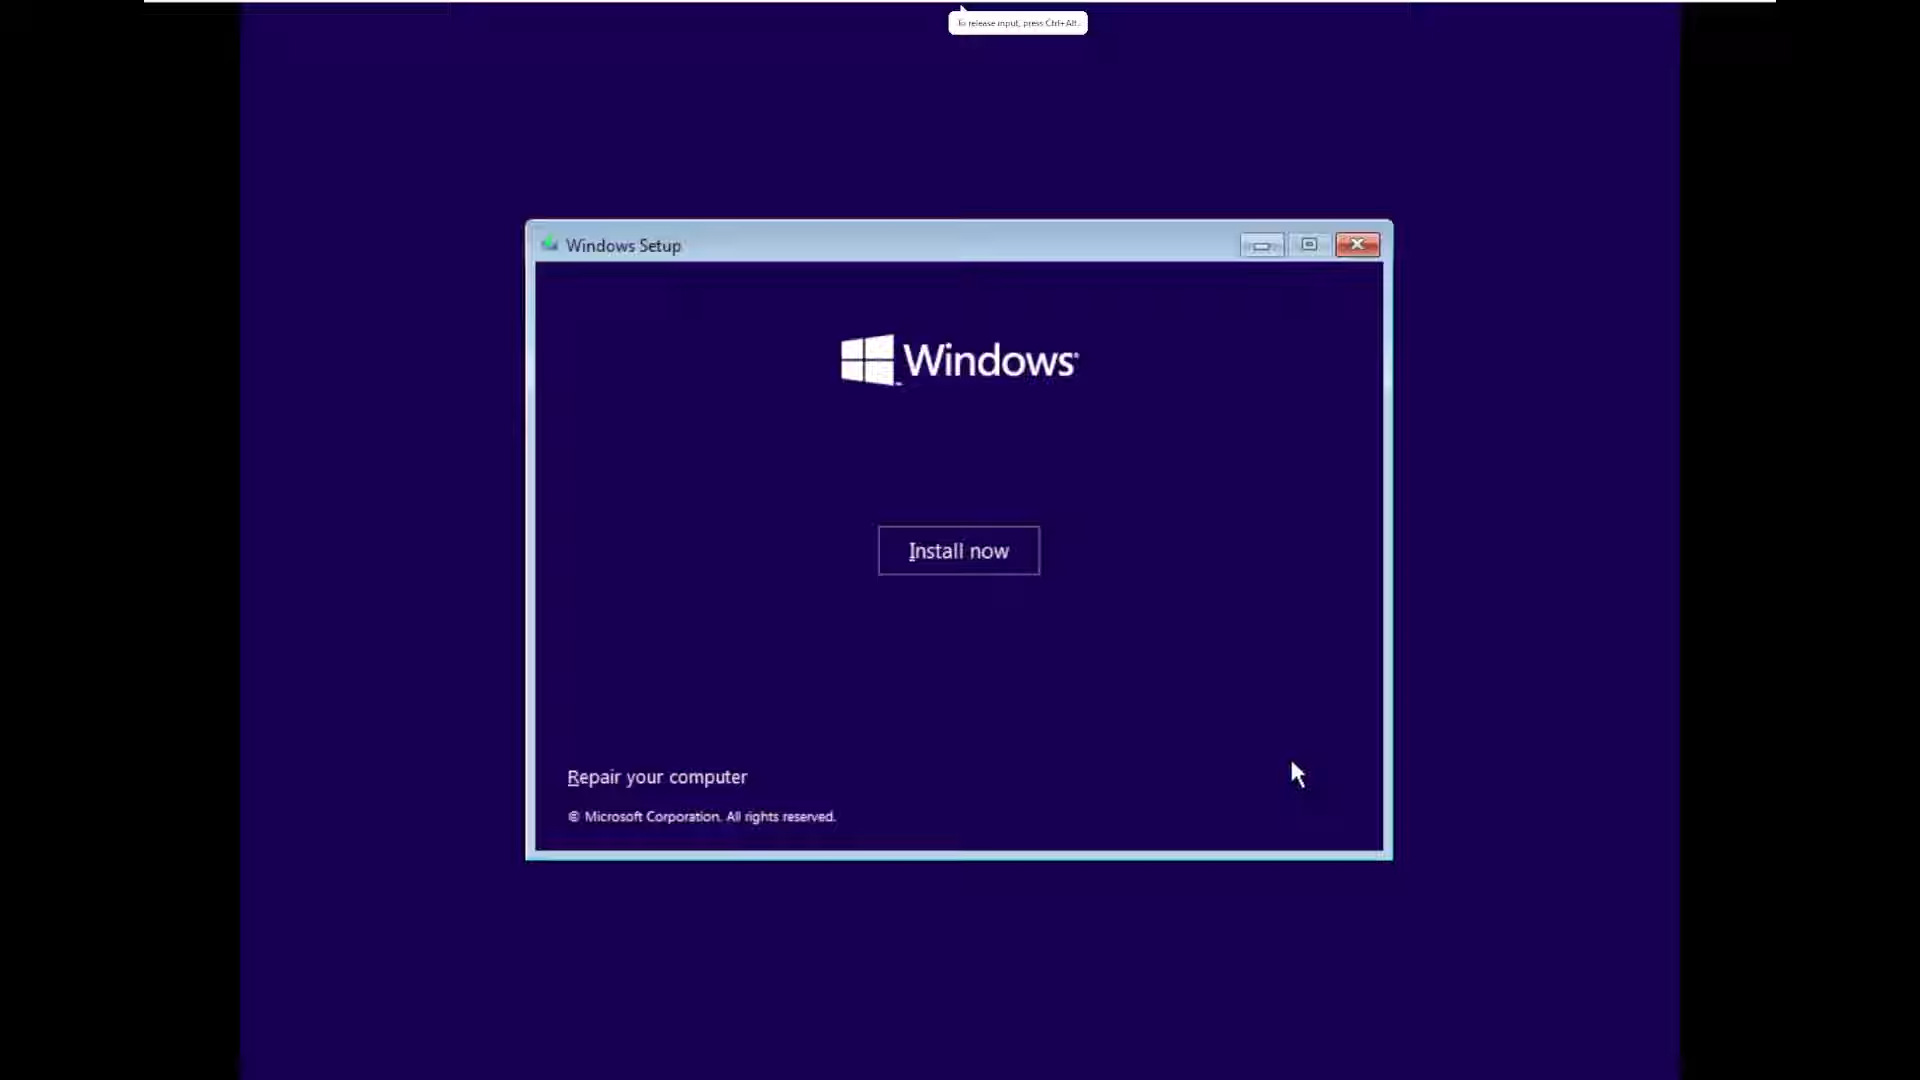 To release input, press Ctrl+Alt.
Windows Setup
Windows
Install now
Repair your computer
© Microsoft Corporation. All rights reserved.